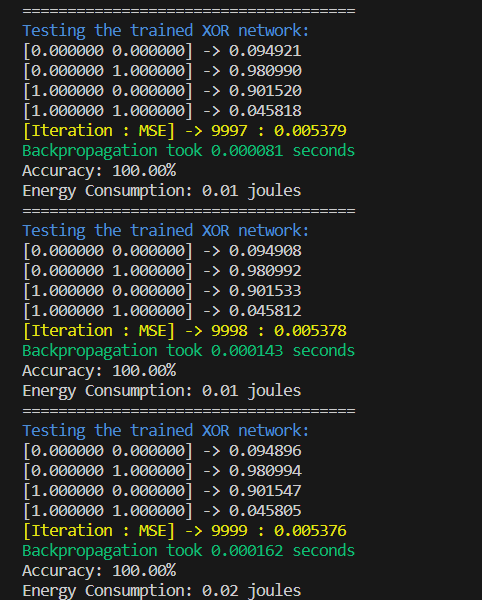 =====================================
Testing the trained XOR network:
[0.000000 0.000000] -> 0.094921
[0.000000 1.000000] -> 0.980990
[1.000000 0.000000] -> 0.901520
[1.000000 1.000000] -> 0.045818
[Iteration : MSE] -> 9997 : 0.005379
Backpropagation took 0.000081 seconds
Accuracy: 100.00%
Energy Consumption: 0.01 joules
=====================================
Testing the trained XOR network:
[0.000000 0.000000] -> 0.094908
[0.000000 1.000000] -> 0.980992
[1.000000 0.000000] -> 0.901533
[1.000000 1.000000] -> 0.045812
[Iteration : MSE] -> 9998 : 0.005378
Backpropagation took 0.000143 seconds
Accuracy: 100.00%
Energy Consumption: 0.01 joules
=====================================
Testing the trained XOR network:
[0.000000 0.000000] -> 0.094896
[0.000000 1.000000] -> 0.980994
[1.000000 0.000000] -> 0.901547
[1.000000 1.000000] -> 0.045805
[Iteration : MSE] -> 9999 : 0.005376
Backpropagation took 0.000162 seconds
Accuracy: 100.00%
Energy Consumption: 0.02 joules